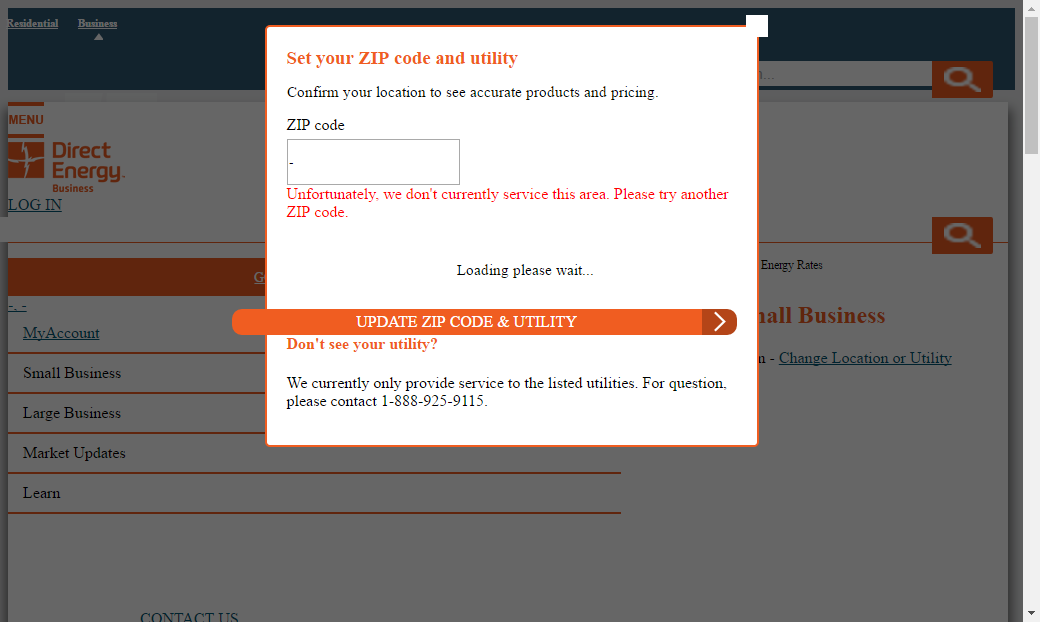 Residential Business
Set your ZIP code and utility
Confirm your location to see accurate products and pricing.
MENU
ZIP code
-
Direct
Energy.
Business
Unfortunately, we don't currently service this area. Please try another
ZIP code.
LOG IN
Energy Rates
Loading please wait...
-, -
Business
UPDATE ZIP CODE & UTILITY
MyAccount
Don't see your utility?
- Change Location or Utility
Small Business
We currently only provide service to the listed utilities. For question,
please contact 1-888-925-9115.
Large Business
Market Updates
Learn
CONTACT US